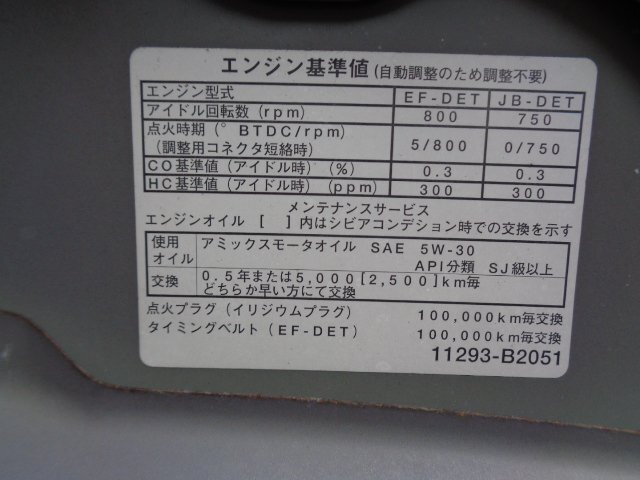 エンジン基準値 (自動調整のため調整不要)
エンジン型式 EF-DET JB-DET
アイドル回転数 (rpm) 800 750
点火時期 (° BTDC/rpm) 5/800 0/750
(調整用コネクタ短絡時)
CO基準値 (アイドル時) (%) 0.3 0.3
HC基準値 (アイドル時) (ppm) 300 300
メンテナンスサービス
エンジンオイル [ ] 内はシビアコンデション時での交換を示す
使用オイル アミックスモータオイル SAE 5W-30
API分類 SJ級以上
交換 0.5年または5,000[2,500]km毎
どちらか早い方にて交換
点火プラグ (イリジウムプラグ) 100,000km毎交換
タイミングベルト (EF-DET) 100,000km毎交換
11293-B2051